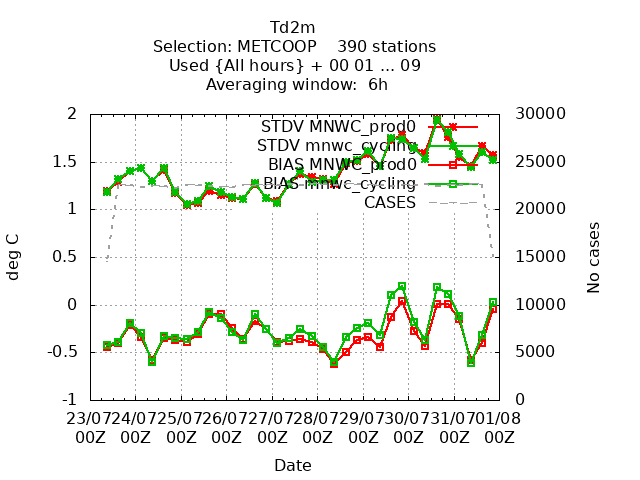 Td2m
Selection: METCOOP    390 stations
Used {All hours} + 00 01 ... 09
Averaging window:  6h
2
1.5
1
0.5
0
-0.5
-1
30000
25000
20000
15000
10000
5000
0
STDV MNWC_prod0
STDV mnwc_cycling
BIAS MNWC_prod0
BIAS mnwc_cycling
CASES
deg C
No cases
23/07 24/07 25/07 26/07 27/07 28/07 29/07 30/07 31/07 01/08
00Z 00Z 00Z 00Z 00Z 00Z 00Z 00Z 00Z 00Z
Date